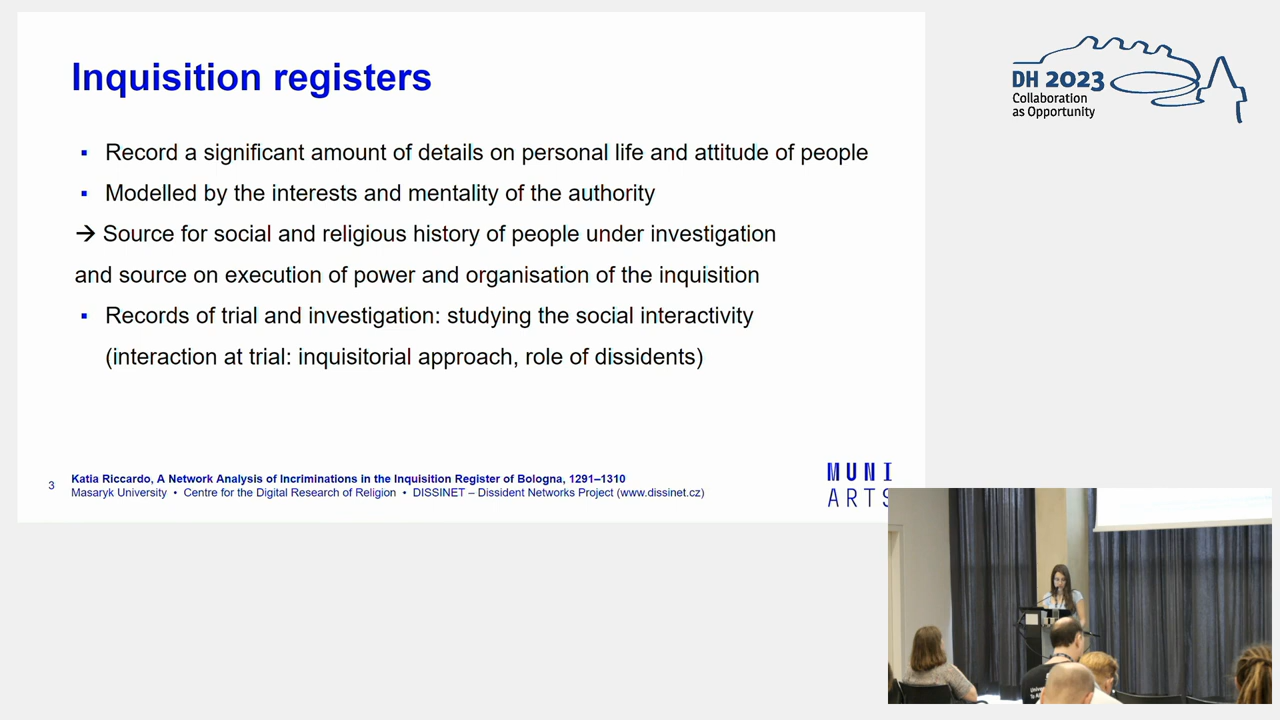 Inquisition registers
▪ Record a significant amount of details on personal life and attitude of people
▪ Modelled by the interests and mentality of the authority
→ Source for social and religious history of people under investigation
and source on execution of power and organisation of the inquisition
▪ Records of trial and investigation: studying the social interactivity
(interaction at trial: inquisitorial approach, role of dissidents)
3
Katia Riccardo, A Network Analysis of Incriminations in the Inquisition Register of Bologna, 1291–1310
Masaryk University • Centre for the Digital Research of Religion • DISSINET – Dissident Networks Project (www.dissinet.cz)
MUNI
ARTS
DH 2023
Collaboration
as Opportunity